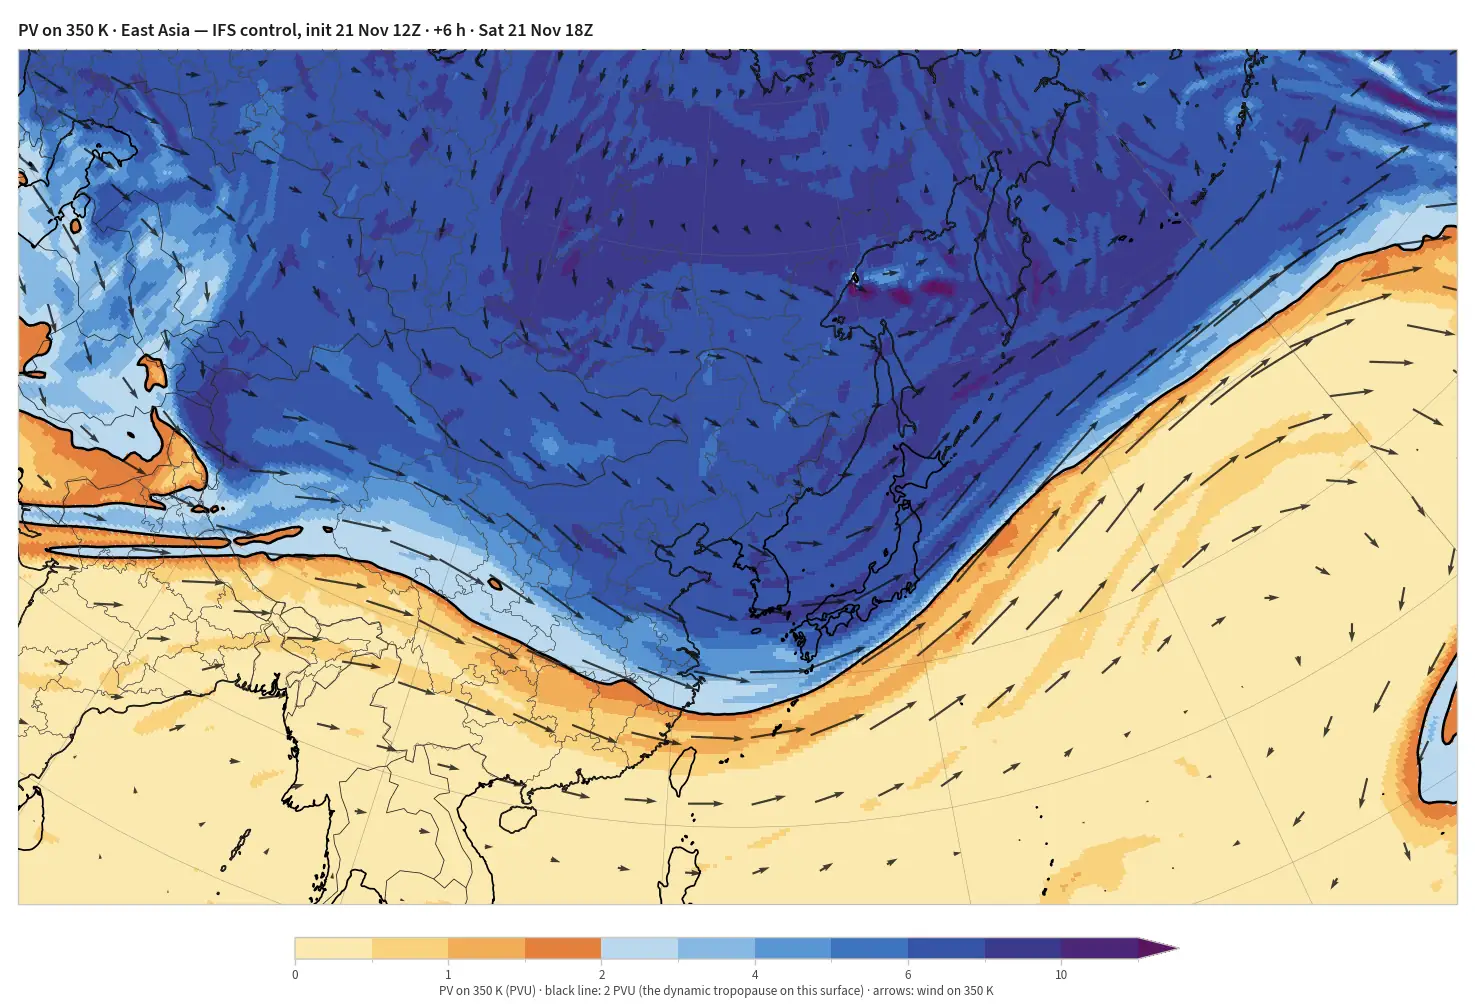 PV on 350 K · East Asia — IFS control, init 21 Nov 12Z · +6 h · Sat 21 Nov 18Z
0 1 2 4 6 10
PV on 350 K (PVU) · black line: 2 PVU (the dynamic tropopause on this surface) · arrows: wind on 350 K